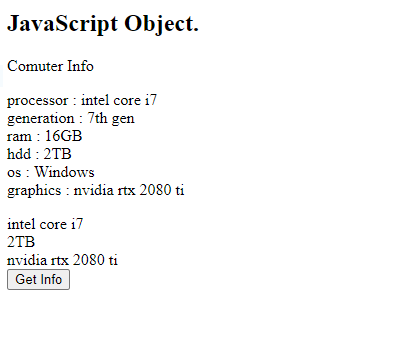 JavaScript Object.
Comuter Info
processor : intel core i7
generation : 7th gen
ram : 16GB
hdd : 2TB
os : Windows
graphics : nvidia rtx 2080 ti
intel core i7
2TB
nvidia rtx 2080 ti
Get Info